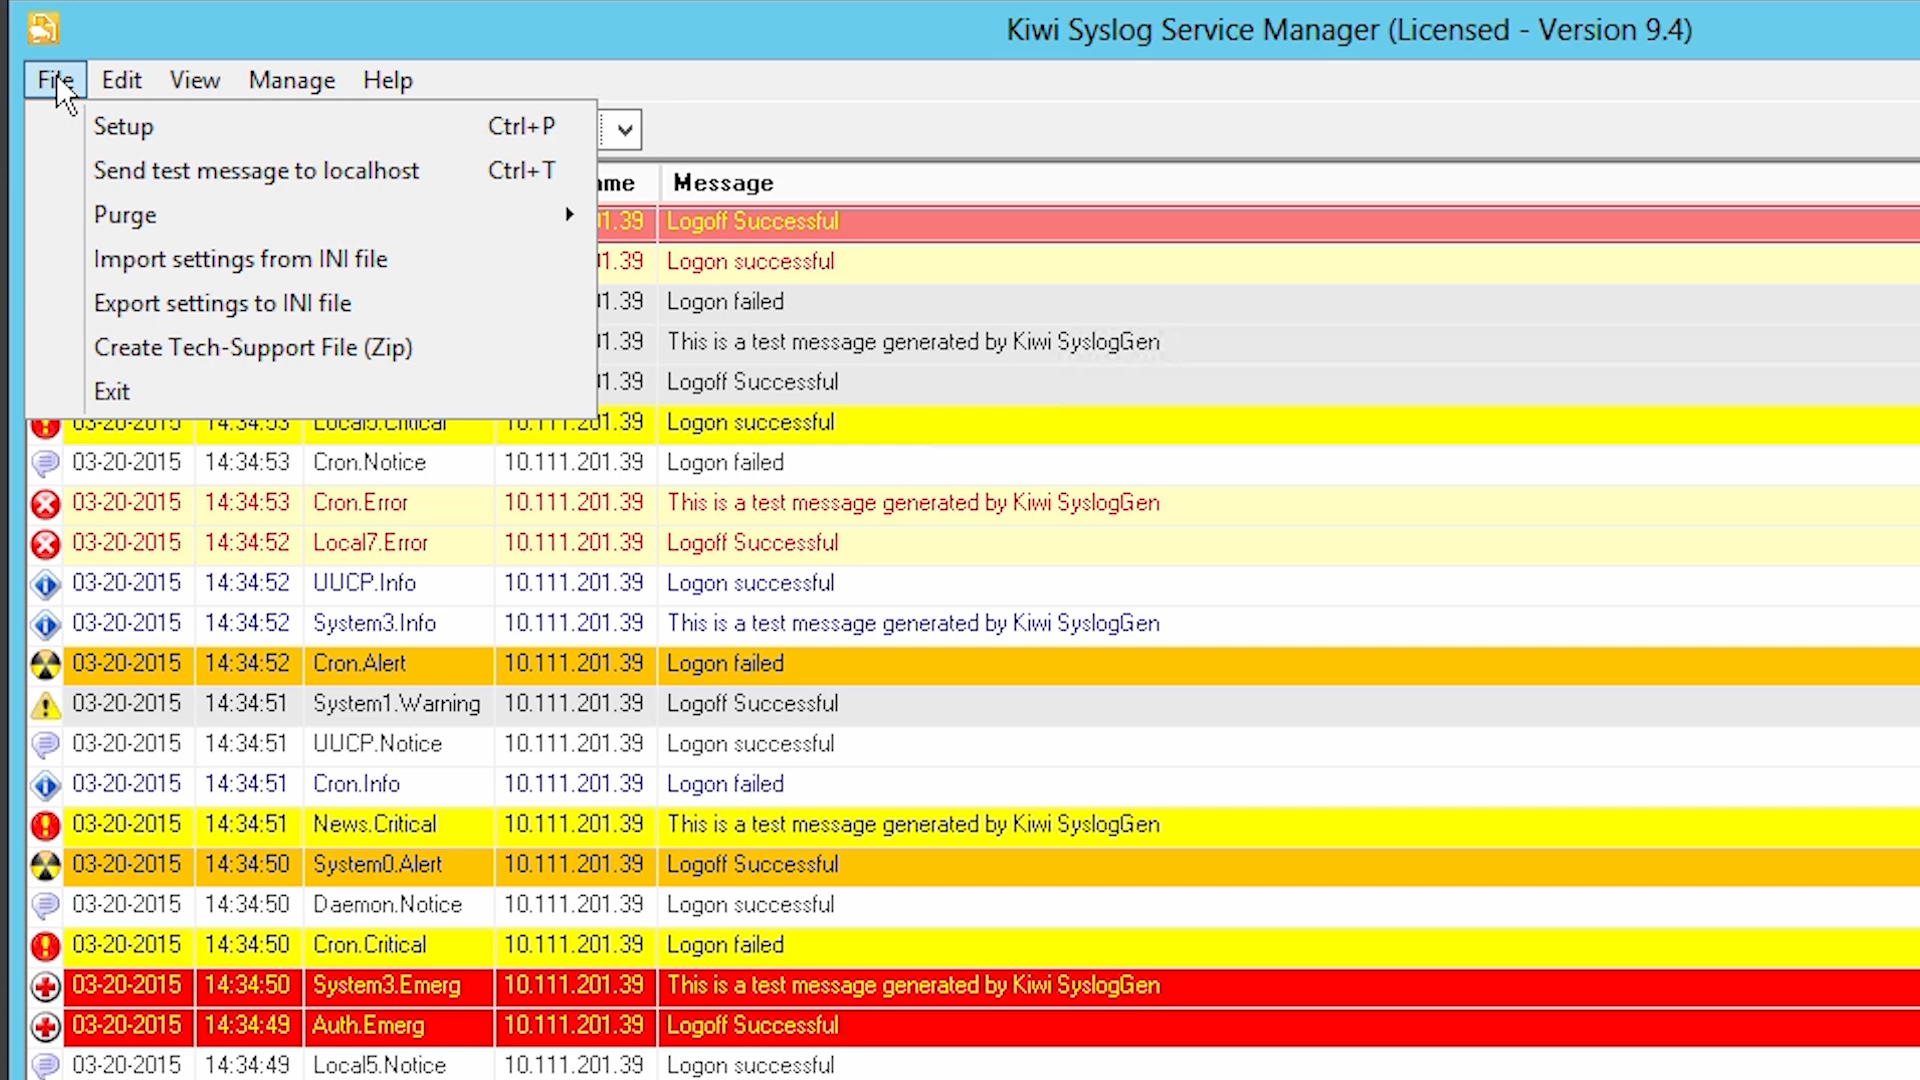 Kiwi Syslog Service Manager (Licensed - Version 9.4)
File Edit View Manage Help
Setup Ctrl+P
Send test message to localhost Ctrl+T
Purge
Import settings from INI file
Export settings to INI file
Create Tech-Support File (Zip)
Exit
Message
Logoff Successful
Logon successful
Logon failed
This is a test message generated by Kiwi SyslogGen
Logoff Successful
03-20-2015 14:34:53 Local5.Critical 10.111.201.39 Logon successful
03-20-2015 14:34:53 Cron.Notice 10.111.201.39 Logon failed
03-20-2015 14:34:53 Cron.Error 10.111.201.39 This is a test message generated by Kiwi SyslogGen
03-20-2015 14:34:52 Local7.Error 10.111.201.39 Logoff Successful
03-20-2015 14:34:52 UUCP.Info 10.111.201.39 Logon successful
03-20-2015 14:34:52 System3.Info 10.111.201.39 This is a test message generated by Kiwi SyslogGen
03-20-2015 14:34:52 Cron.Alert 10.111.201.39 Logon failed
03-20-2015 14:34:51 System1.Warning 10.111.201.39 Logoff Successful
03-20-2015 14:34:51 UUCP.Notice 10.111.201.39 Logon successful
03-20-2015 14:34:51 Cron.Info 10.111.201.39 Logon failed
03-20-2015 14:34:51 News.Critical 10.111.201.39 This is a test message generated by Kiwi SyslogGen
03-20-2015 14:34:50 System0.Alert 10.111.201.39 Logoff Successful
03-20-2015 14:34:50 Daemon.Notice 10.111.201.39 Logon successful
03-20-2015 14:34:50 Cron.Critical 10.111.201.39 Logon failed
03-20-2015 14:34:50 System3.Emerg 10.111.201.39 This is a test message generated by Kiwi SyslogGen
03-20-2015 14:34:49 Auth.Emerg 10.111.201.39 Logoff Successful
03-20-2015 14:34:49 Local5.Notice 10.111.201.39 Logon successful